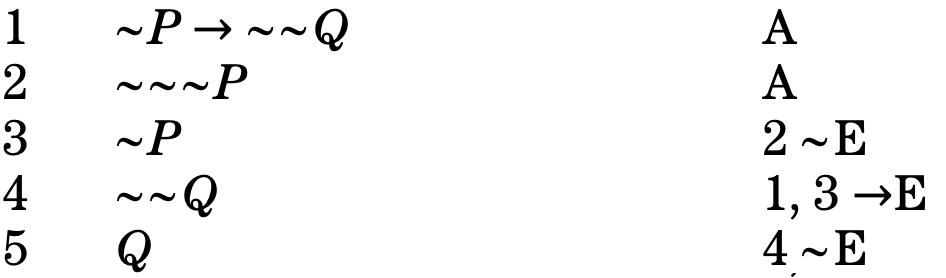 1 ~P → ~~Q A
2 ~~~P A
3 ~P 2 ~E
4 ~~Q 1, 3 →E
5 Q 4 ~E